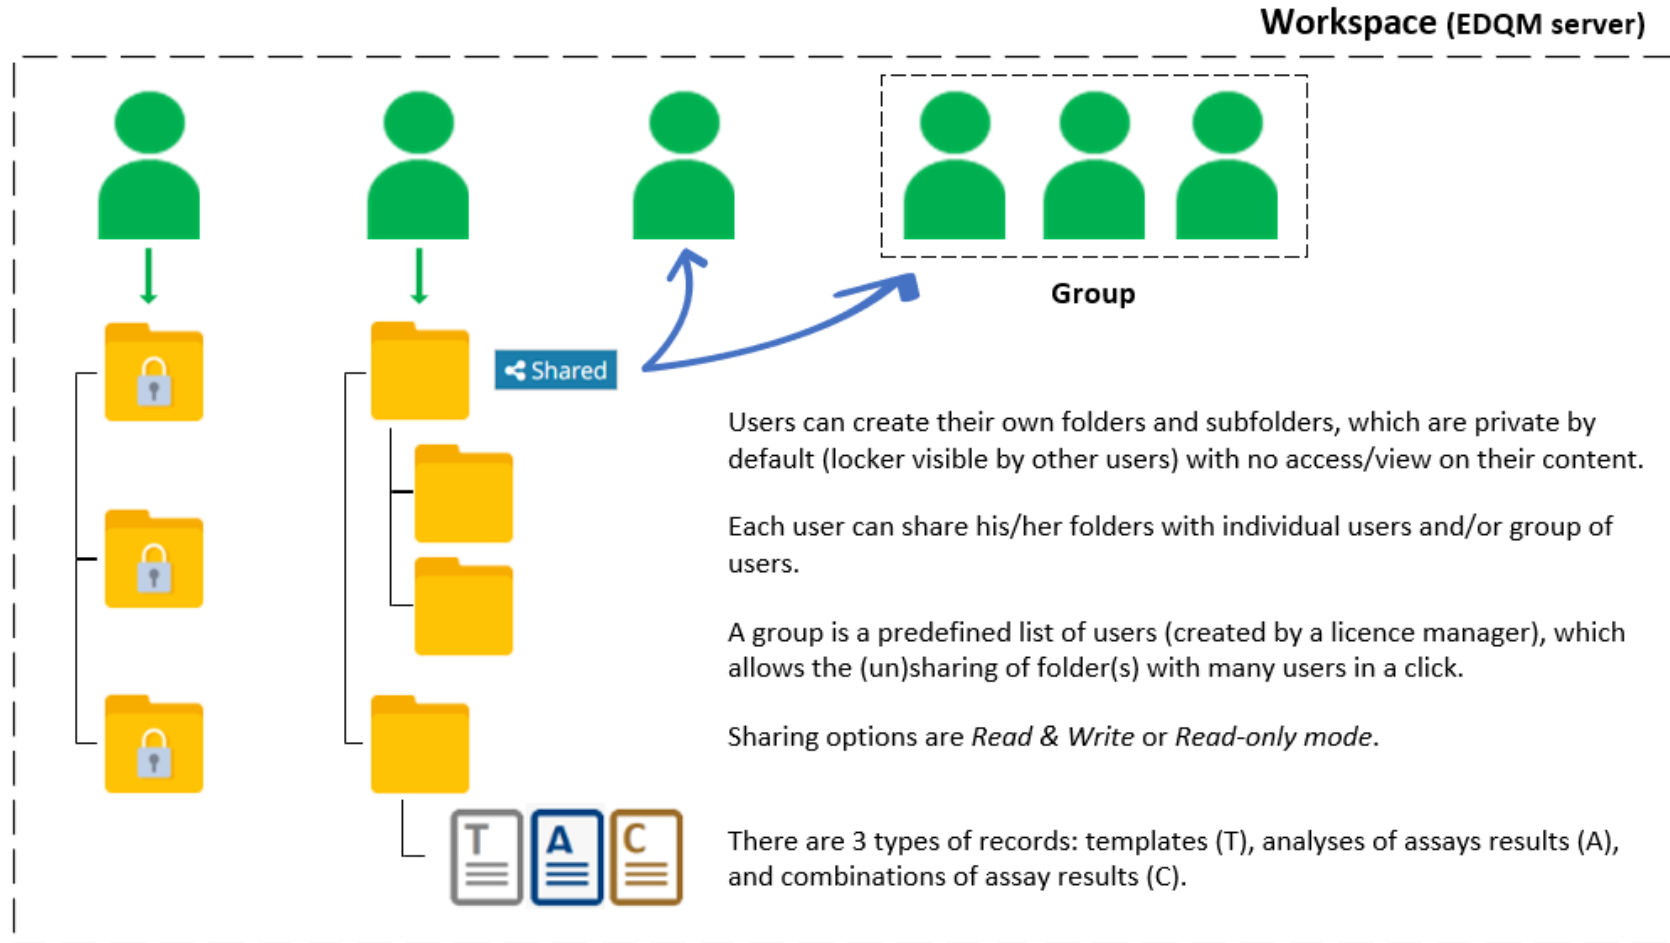 Workspace (EDQM server)
Group
Shared
Users can create their own folders and subfolders, which are private by
default (locker visible by other users) with no access/view on their content.
Each user can share his/her folders with individual users and/or group of
users.
A group is a predefined list of users (created by a licence manager), which
allows the (un)sharing of folder(s) with many users in a click.
Sharing options are Read & Write or Read-only mode.
T A C
There are 3 types of records: templates (T), analyses of assays results (A),
and combinations of assay results (C).